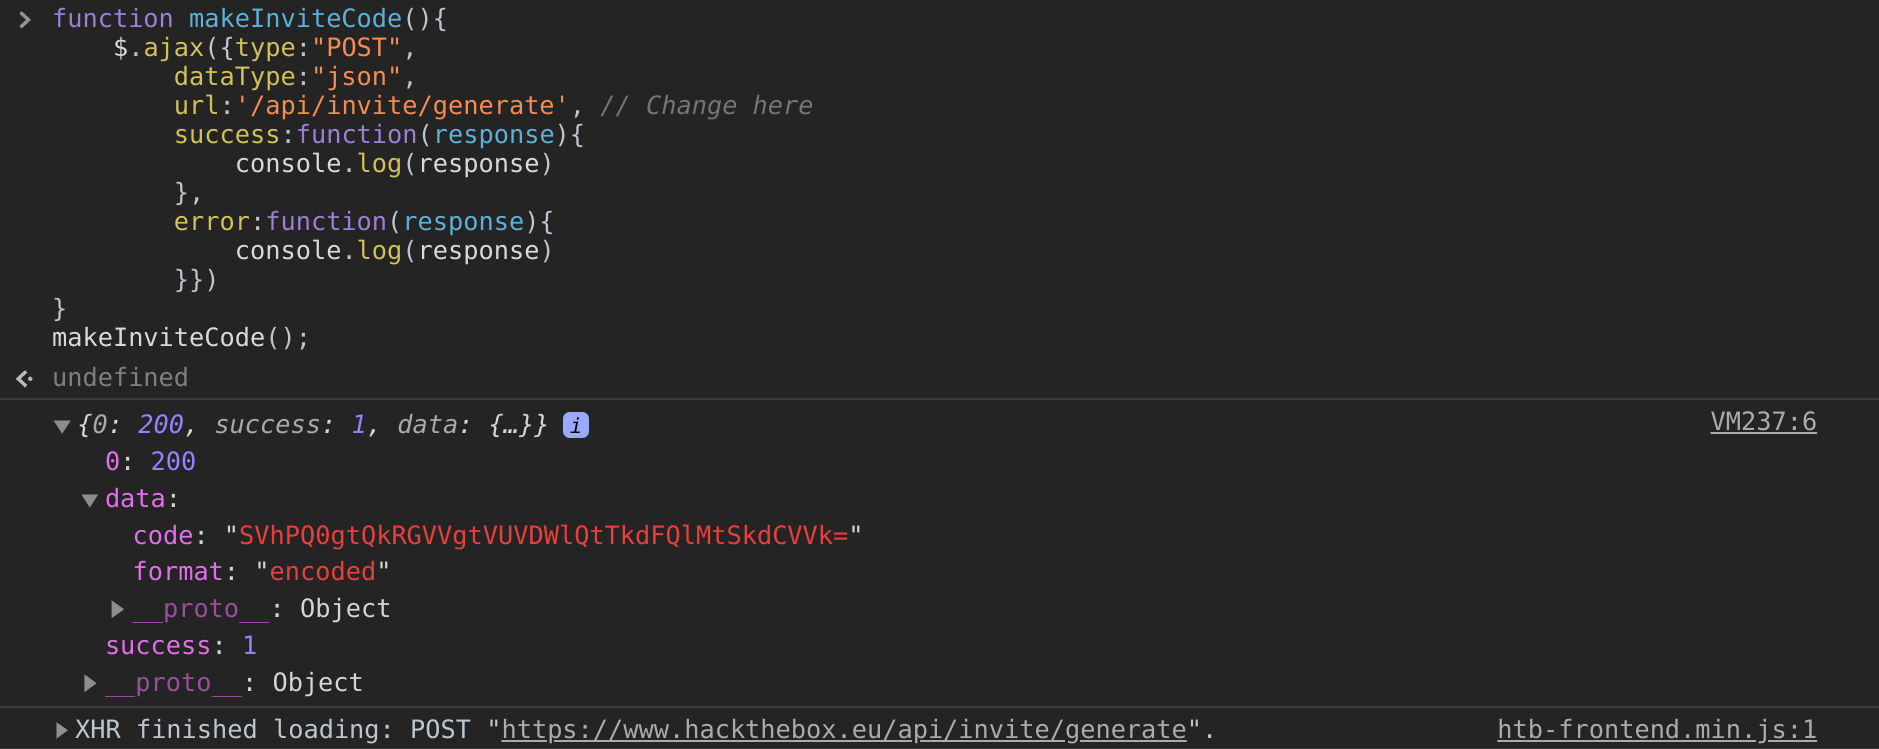 > function makeInviteCode(){
    $.ajax({type:"POST",
        dataType:"json",
        url:'/api/invite/generate', // Change here
        success:function(response){
            console.log(response)
        },
        error:function(response){
            console.log(response)
        }})
}
makeInviteCode();
undefined
{0: 200, success: 1, data: {…}} i VM237:6
0: 200
data:
code: "SVhPQ0gtQkRGVVgtVUVDWlQtTkdFQlMtSkdCVVk="
format: "encoded"
__proto__: Object
success: 1
__proto__: Object
XHR finished loading: POST "https://www.hackthebox.eu/api/invite/generate". htb-frontend.min.js:1